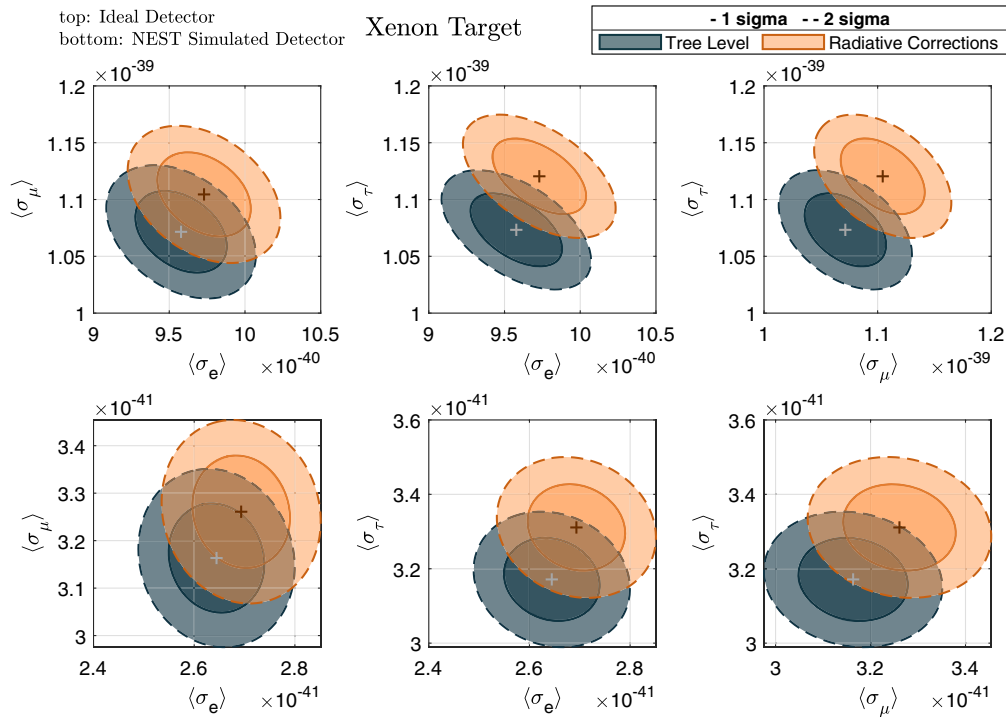 top: Ideal Detector
bottom: NEST Simulated Detector
Xenon Target
- 1 sigma - - 2 sigma
Tree Level Radiative Corrections
×10⁻³⁹ ×10⁻³⁹ ×10⁻³⁹
1.2 1.2 1.2
1.15 1.15 1.15
⟨σ_μ⟩ 1.1 ⟨σ_τ⟩ 1.1 ⟨σ_τ⟩ 1.1
1.05 1.05 1.05
1 1 1
9 9.5 10 10.5 9 9.5 10 10.5 1 1.1 1.2
⟨σ_e⟩ ×10⁻⁴⁰ ⟨σ_e⟩ ×10⁻⁴⁰ ⟨σ_μ⟩ ×10⁻³⁹
×10⁻⁴¹ ×10⁻⁴¹ ×10⁻⁴¹
3.6 3.6
3.4 3.4 3.4
3.3
⟨σ_μ⟩ 3.2 ⟨σ_τ⟩ 3.2 ⟨σ_τ⟩ 3.2
3.1
3 3 3
2.4 2.6 2.8 2.4 2.6 2.8 3 3.2 3.4
⟨σ_e⟩ ×10⁻⁴¹ ⟨σ_e⟩ ×10⁻⁴¹ ⟨σ_μ⟩ ×10⁻⁴¹